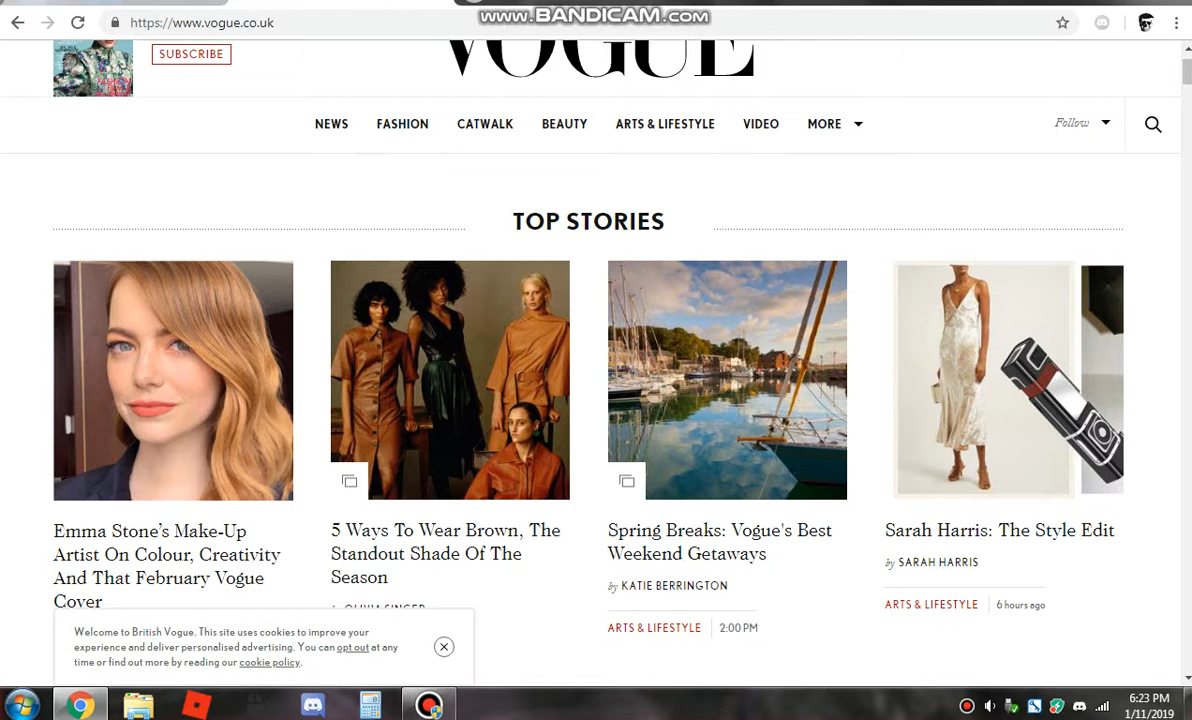 https://www.vogue.co.uk
WWW.BANDICAM.COM
SUBSCRIBE
VOGUE
NEWS FASHION CATWALK BEAUTY ARTS & LIFESTYLE VIDEO MORE
Follow
TOP STORIES
Emma Stone’s Make-Up
Artist On Colour, Creativity
And That February Vogue
Cover
5 Ways To Wear Brown, The
Standout Shade Of The
Season
by OLIVIA SINGER
Spring Breaks: Vogue's Best
Weekend Getaways
by KATIE BERRINGTON
ARTS & LIFESTYLE 2:00 PM
Sarah Harris: The Style Edit
by SARAH HARRIS
ARTS & LIFESTYLE 6 hours ago
Welcome to British Vogue. This site uses cookies to improve your
experience and deliver personalised advertising. You can opt out at any
time or find out more by reading our cookie policy.
6:23 PM
1/11/2019